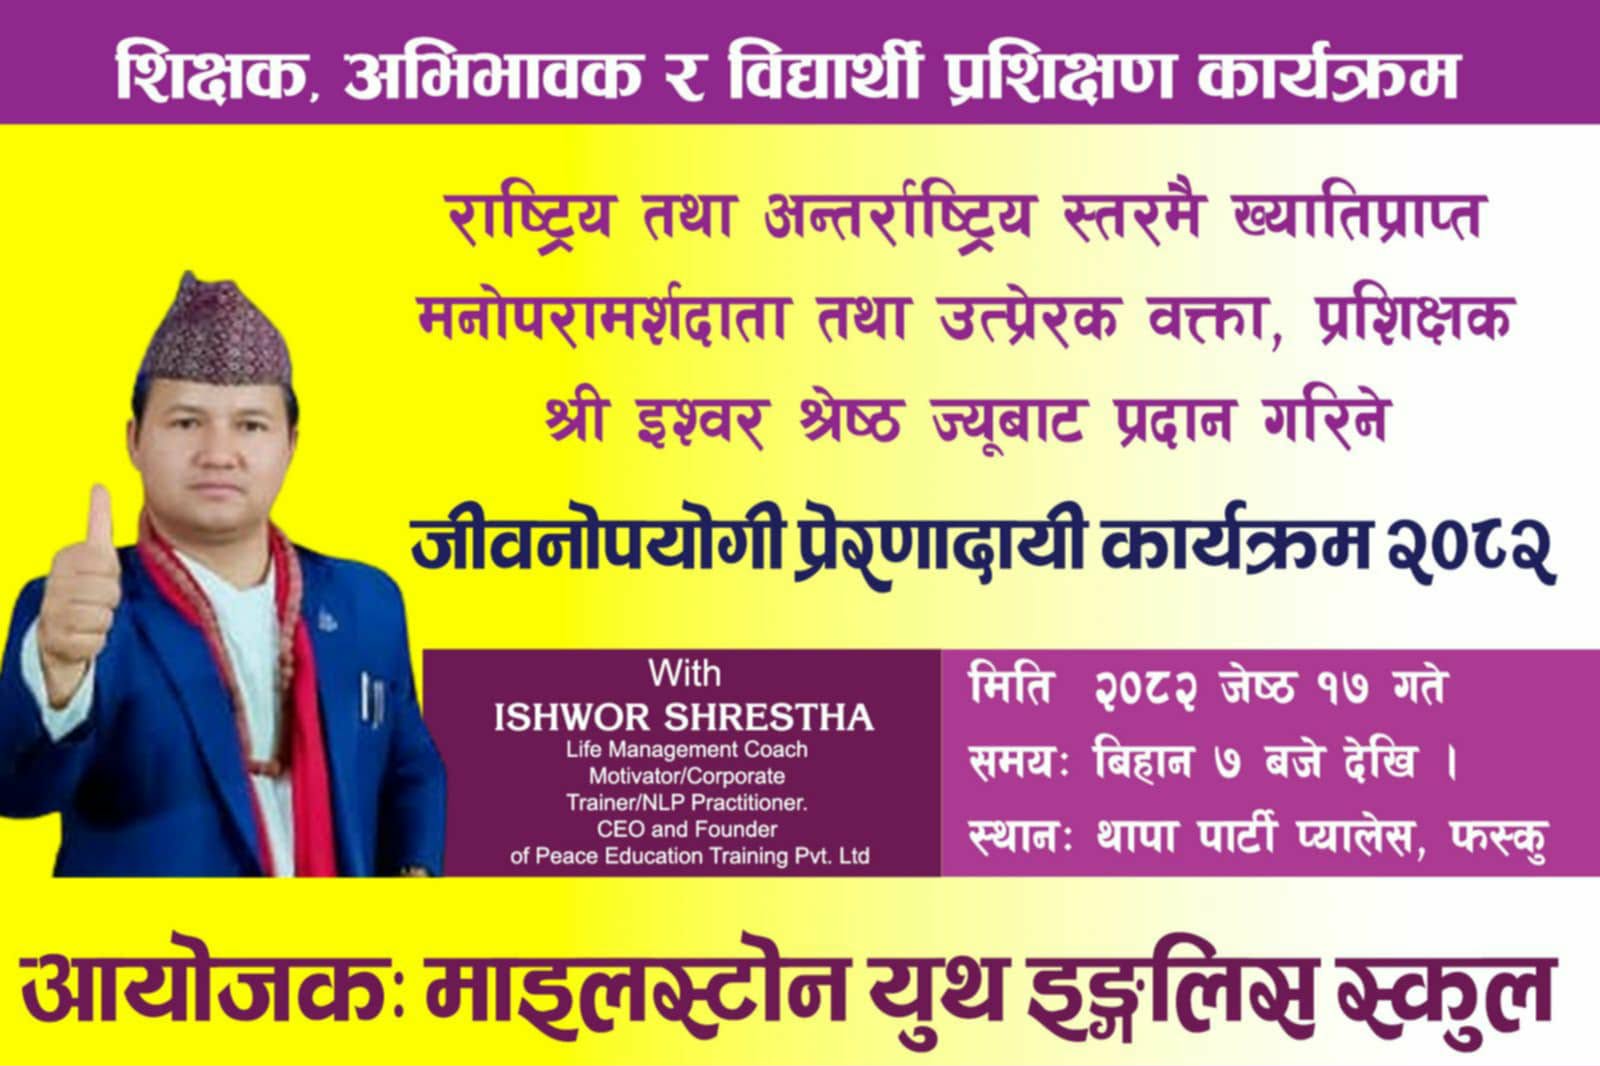 शिक्षक, अभिभावक र विद्यार्थी प्रशिक्षण कार्यक्रम
राष्ट्रिय तथा अन्तर्राष्ट्रिय स्तरमै ख्यातिप्राप्त
मनोपरामर्शदाता तथा उत्प्रेरक वक्ता, प्रशिक्षक
श्री इश्वर श्रेष्ठ ज्यूबाट प्रदान गरिने
जीवनोपयोगी प्रेरणादायी कार्यक्रम २०८२
With
ISHWOR SHRESTHA
Life Management Coach
Motivator/Corporate
Trainer/NLP Practitioner.
CEO and Founder
of Peace Education Training Pvt. Ltd
मिति २०८२ जेष्ठ १७ गते
समयः बिहान ७ बजे देखि ।
स्थानः थापा पार्टी प्यालेस, फस्कु
आयोजकः माइलस्टोन युथ इङ्गलिस स्कुल